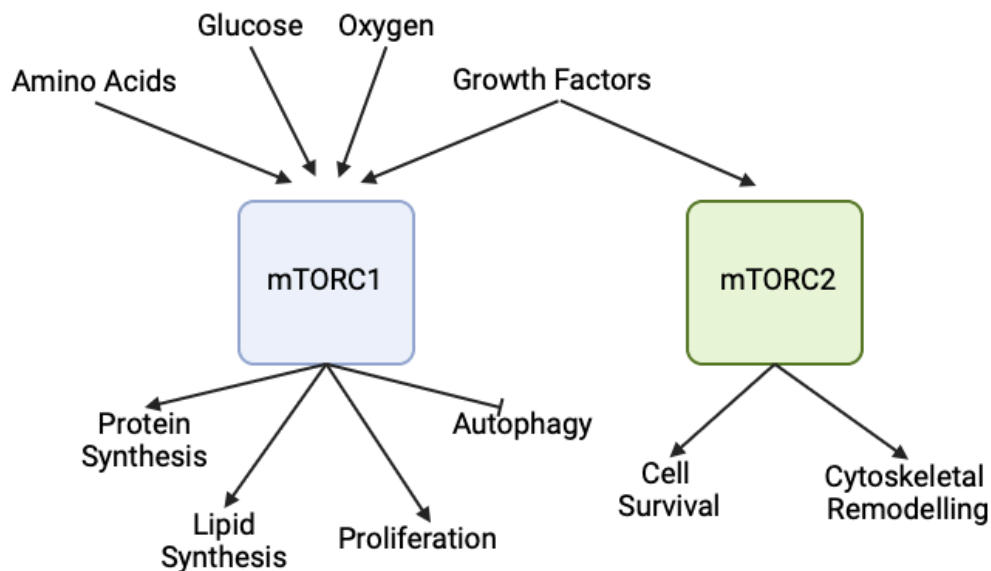 Glucose
Oxygen
Amino Acids
Growth Factors
mTORC1
mTORC2
Protein
Synthesis
Lipid
Synthesis
Proliferation
Autophagy
Cell
Survival
Cytoskeletal
Remodelling